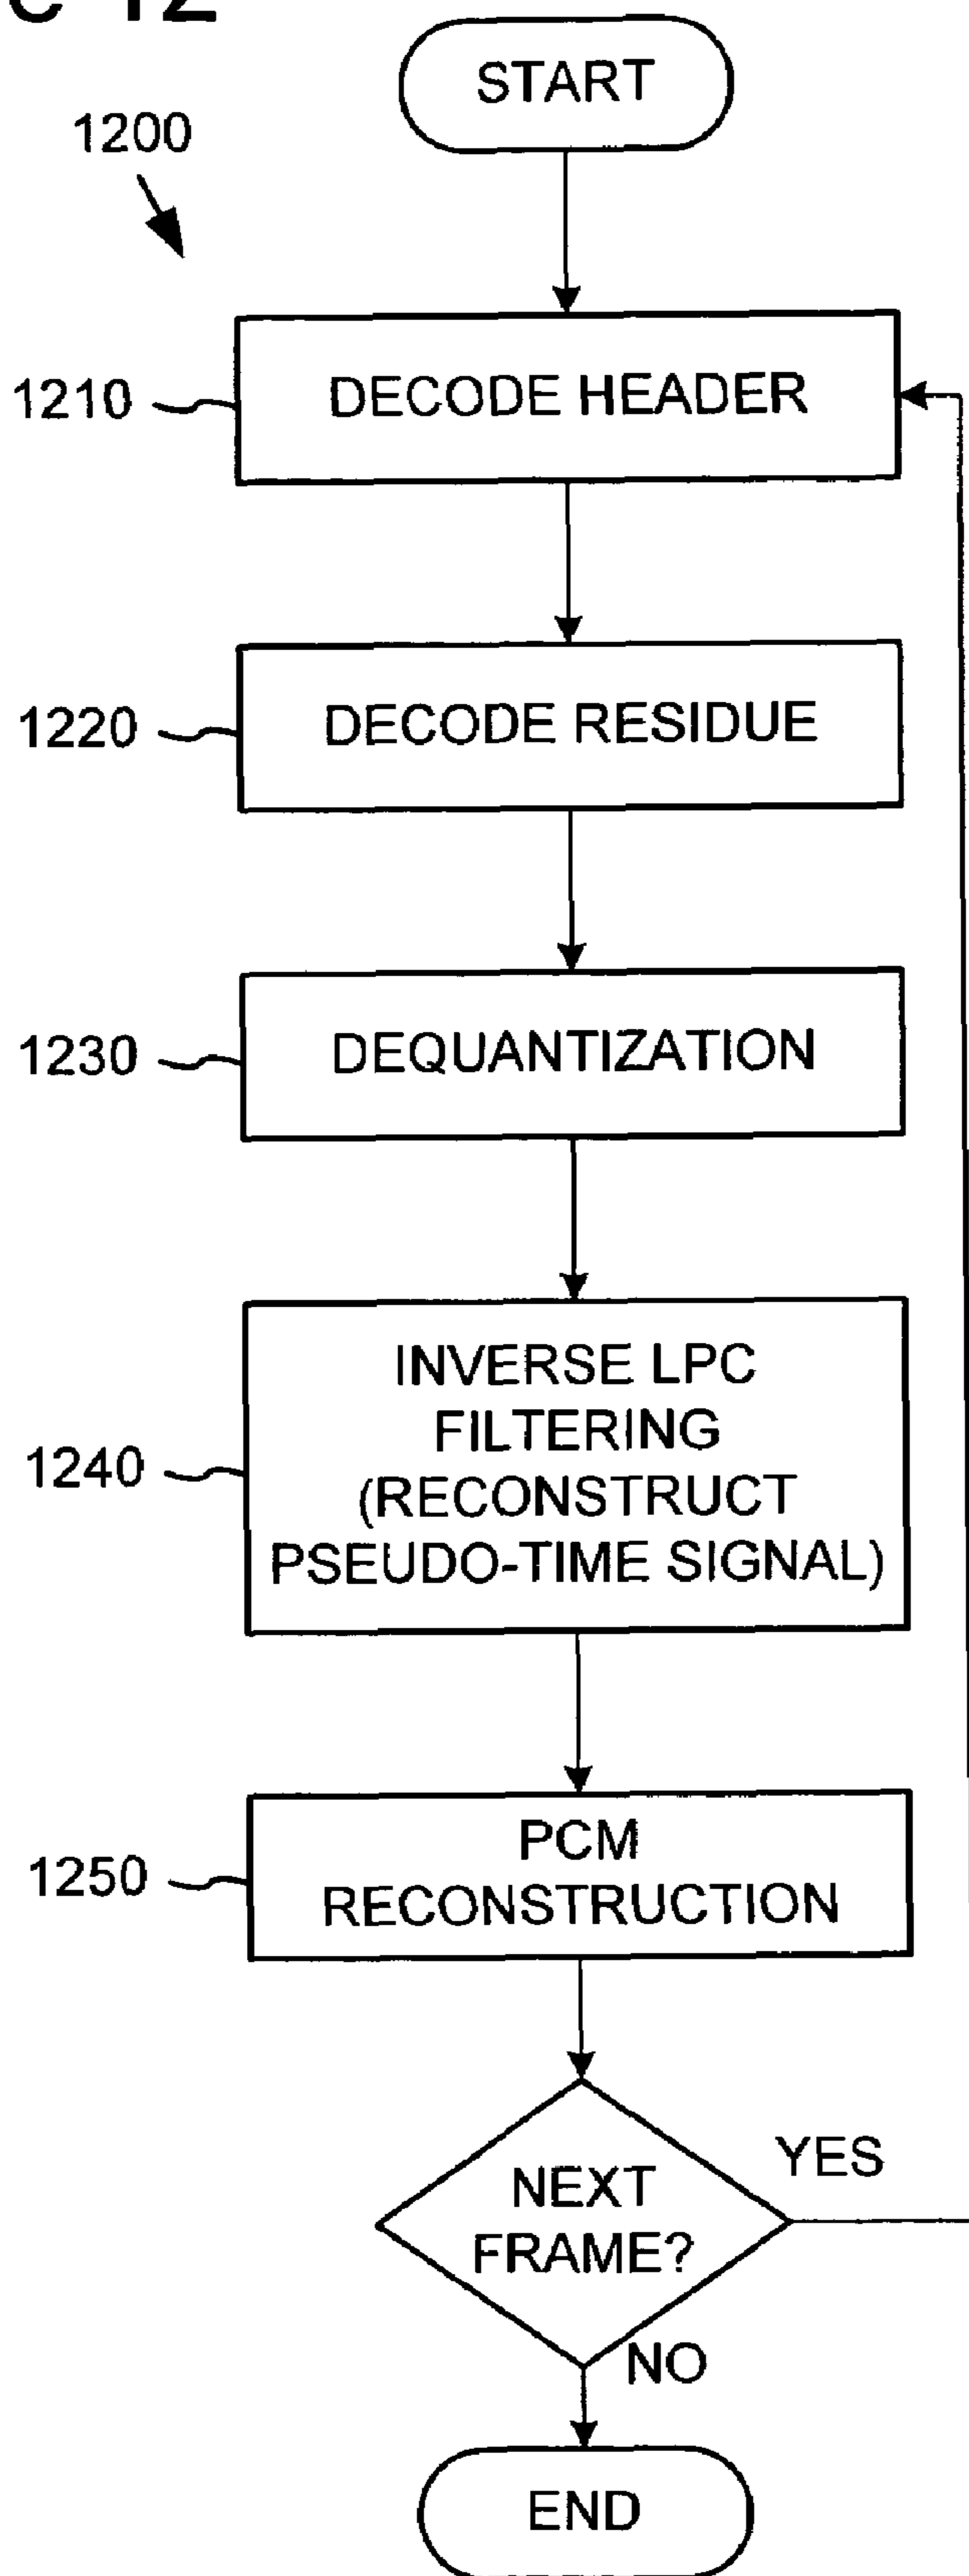 12
START
1200
1210
DECODE HEADER
1220
DECODE RESIDUE
1230
DEQUANTIZATION
1240
INVERSE LPC
FILTERING
(RECONSTRUCT
PSEUDO-TIME SIGNAL)
1250
PCM
RECONSTRUCTION
NEXT
FRAME?
YES
NO
END